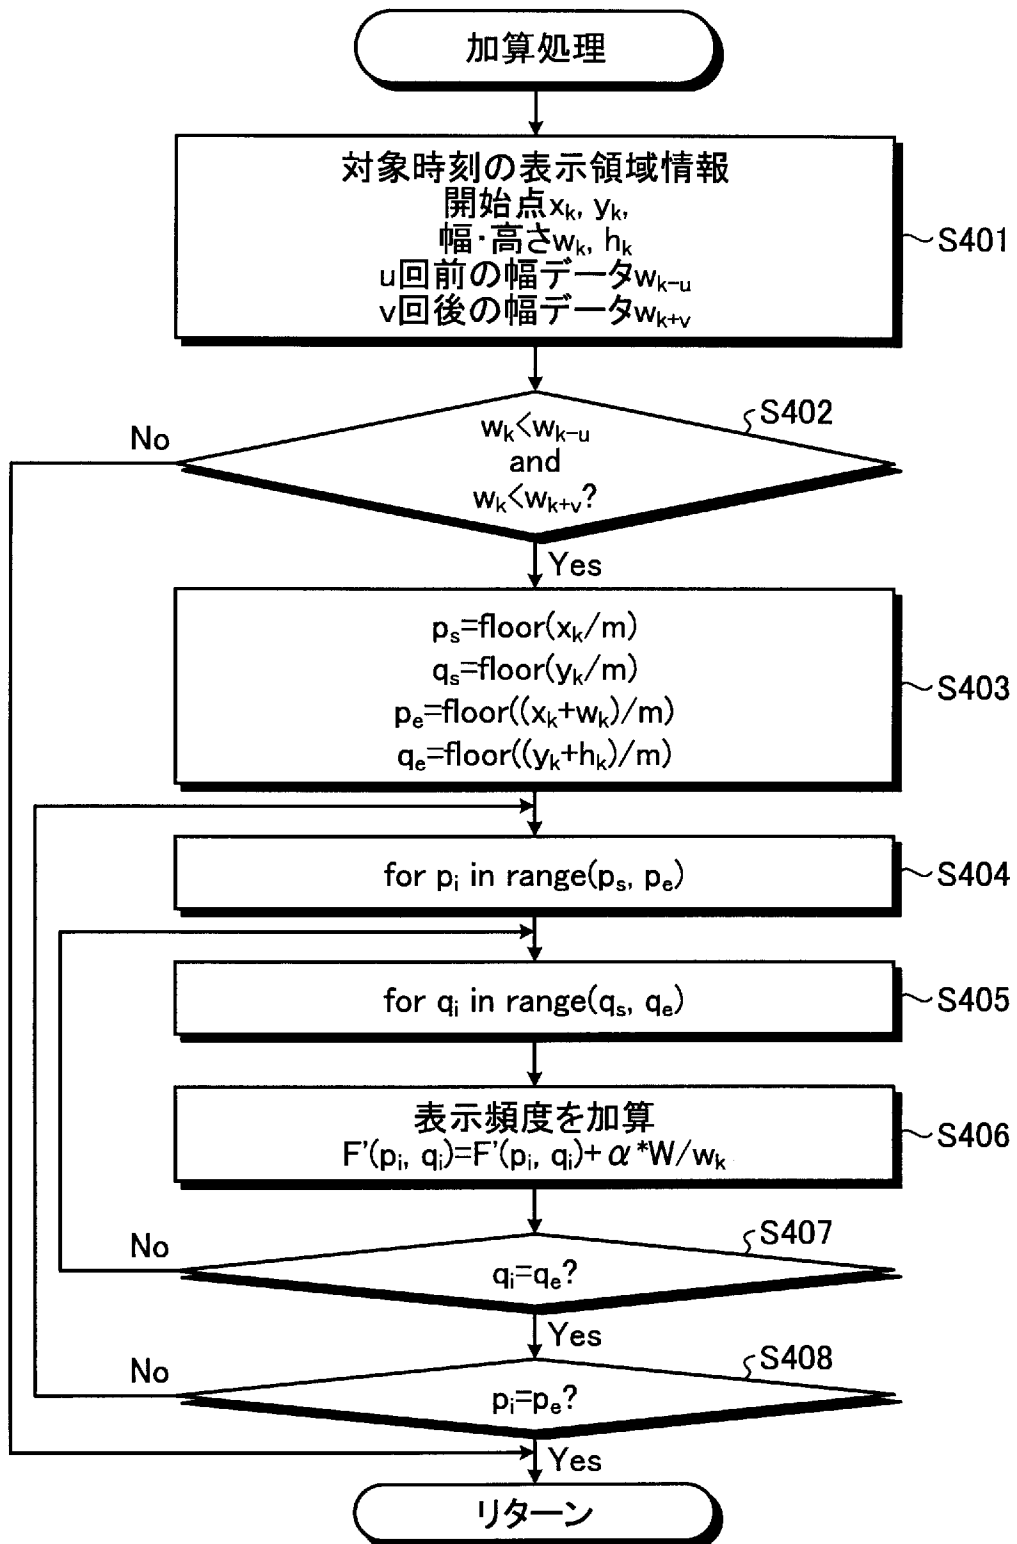 加算処理
対象時刻の表示領域情報
開始点xk, yk,
幅・高さwk, hk
u回前の幅データwk-u
v回後の幅データwk+v
S401
S402
No
wk<wk-u
and
wk<wk+v?
Yes
ps=floor(xk/m)
qs=floor(yk/m)
pe=floor((xk+wk)/m)
qe=floor((yk+hk)/m)
S403
for pi in range(ps, pe)
S404
for qi in range(qs, qe)
S405
表示頻度を加算
F'(pi, qi)=F'(pi, qi)+α*W/wk
S406
S407
No
qi=qe?
Yes
S408
No
pi=pe?
Yes
リターン